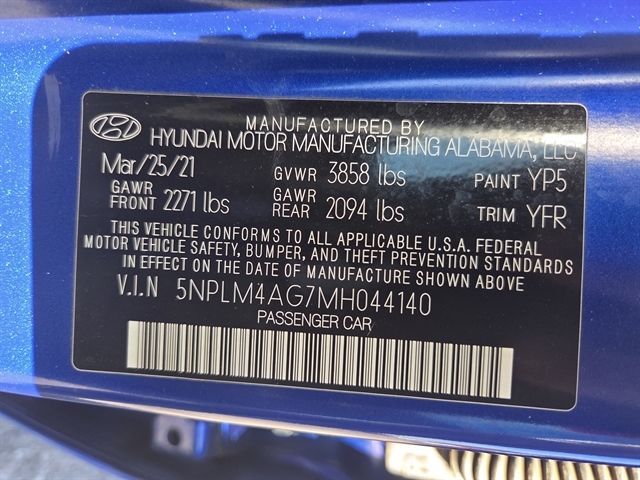 MANUFACTURED BY
HYUNDAI MOTOR MANUFACTURING ALABAMA, LLC
Mar/25/21 GVWR 3858 lbs PAINT YP5
GAWR FRONT 2271 lbs GAWR REAR 2094 lbs TRIM YFR
THIS VEHICLE CONFORMS TO ALL APPLICABLE U.S.A. FEDERAL
MOTOR VEHICLE SAFETY, BUMPER, AND THEFT PREVENTION STANDARDS
IN EFFECT ON THE DATE OF MANUFACTURE SHOWN ABOVE
V.I.N 5NPLM4AG7MH044140
PASSENGER CAR